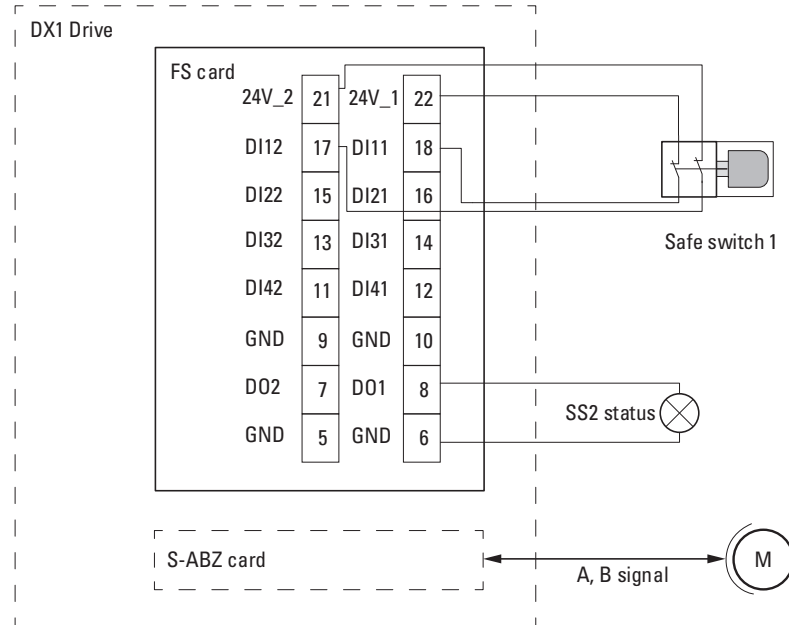 DX1 Drive
FS card
24V_2 21 24V_1 22
DI12 17 DI11 18
DI22 15 DI21 16
Safe switch 1
DI32 13 DI31 14
DI42 11 DI41 12
GND 9 GND 10
DO2 7 DO1 8
SS2 status
GND 5 GND 6
S-ABZ card
M
A, B signal